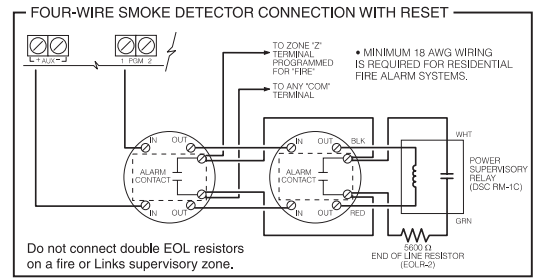 FOUR-WIRE SMOKE DETECTOR CONNECTION WITH RESET
L+ AUX -
1 PGM 2
TO ZONE "Z"
TERMINAL
PROGRAMMED
FOR "FIRE"
TO ANY "COM"
TERMINAL
• MINIMUM 18 AWG WIRING
IS REQUIRED FOR RESIDENTIAL
FIRE ALARM SYSTEMS.
IN OUT
ALARM
CONTACT
IN OUT
IN OUT
ALARM
CONTACT
IN OUT
BLK
RED
WHT
POWER
SUPERVISORY
RELAY
(DSC RM-1C)
GRN
5600 Ω
END OF LINE RESISTOR
(EOLR-2)
Do not connect double EOL resistors
on a fire or Links supervisory zone.